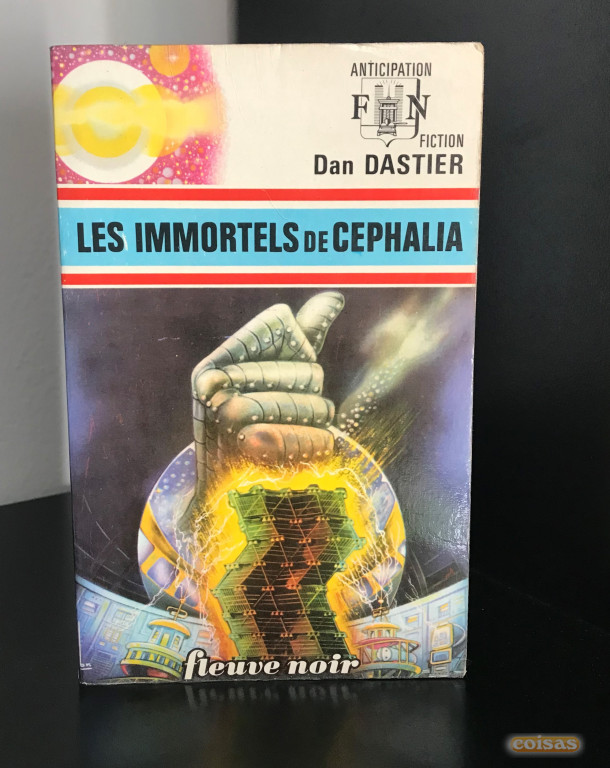 ANTICIPATION
FN
FICTION
Dan DASTIER
LES IMMORTELS DE CEPHALIA
fleuve noir
coisas